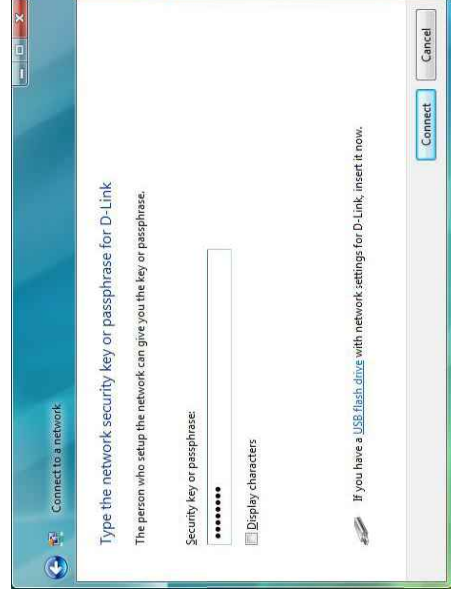 Connect to a network
Type the network security key or passphrase for D-Link
The person who setup the network can give you the key or passphrase.
Security key or passphrase:
•••••••••
Display characters
If you have a USB flash drive with network settings for D-Link, insert it now.
Connect
Cancel